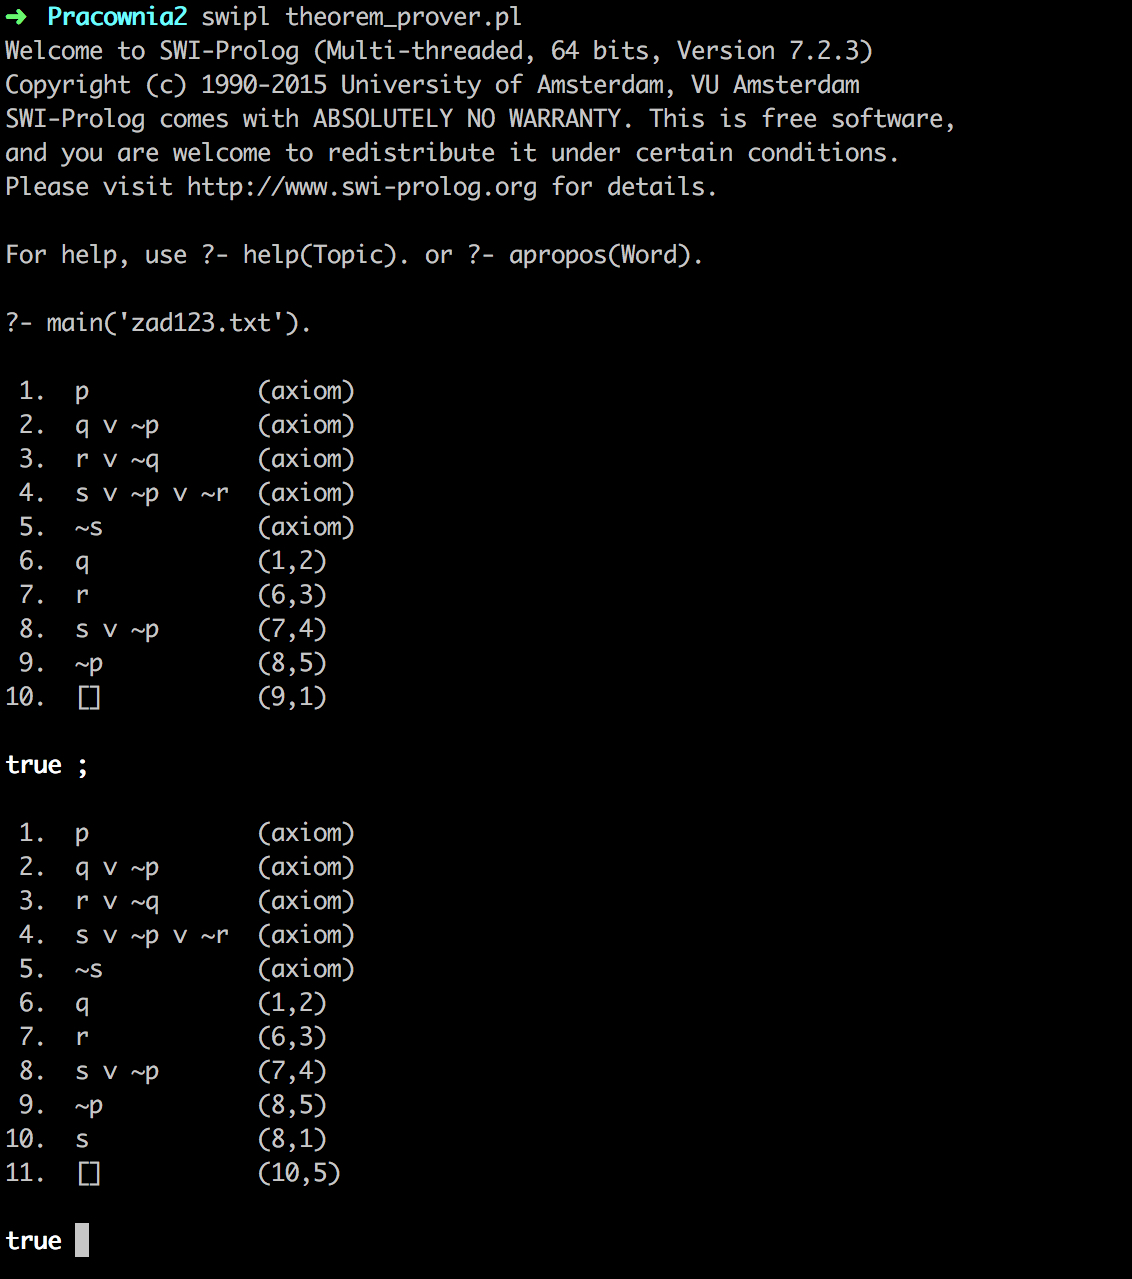 ➜ Pracownia2 swipl theorem_prover.pl
Welcome to SWI-Prolog (Multi-threaded, 64 bits, Version 7.2.3)
Copyright (c) 1990-2015 University of Amsterdam, VU Amsterdam
SWI-Prolog comes with ABSOLUTELY NO WARRANTY. This is free software,
and you are welcome to redistribute it under certain conditions.
Please visit http://www.swi-prolog.org for details.
For help, use ?- help(Topic). or ?- apropos(Word).
?- main('zad123.txt').
1. p (axiom)
2. q v ~p (axiom)
3. r v ~q (axiom)
4. s v ~p v ~r (axiom)
5. ~s (axiom)
6. q (1,2)
7. r (6,3)
8. s v ~p (7,4)
9. ~p (8,5)
10. [] (9,1)
true ;
1. p (axiom)
2. q v ~p (axiom)
3. r v ~q (axiom)
4. s v ~p v ~r (axiom)
5. ~s (axiom)
6. q (1,2)
7. r (6,3)
8. s v ~p (7,4)
9. ~p (8,5)
10. s (8,1)
11. [] (10,5)
true